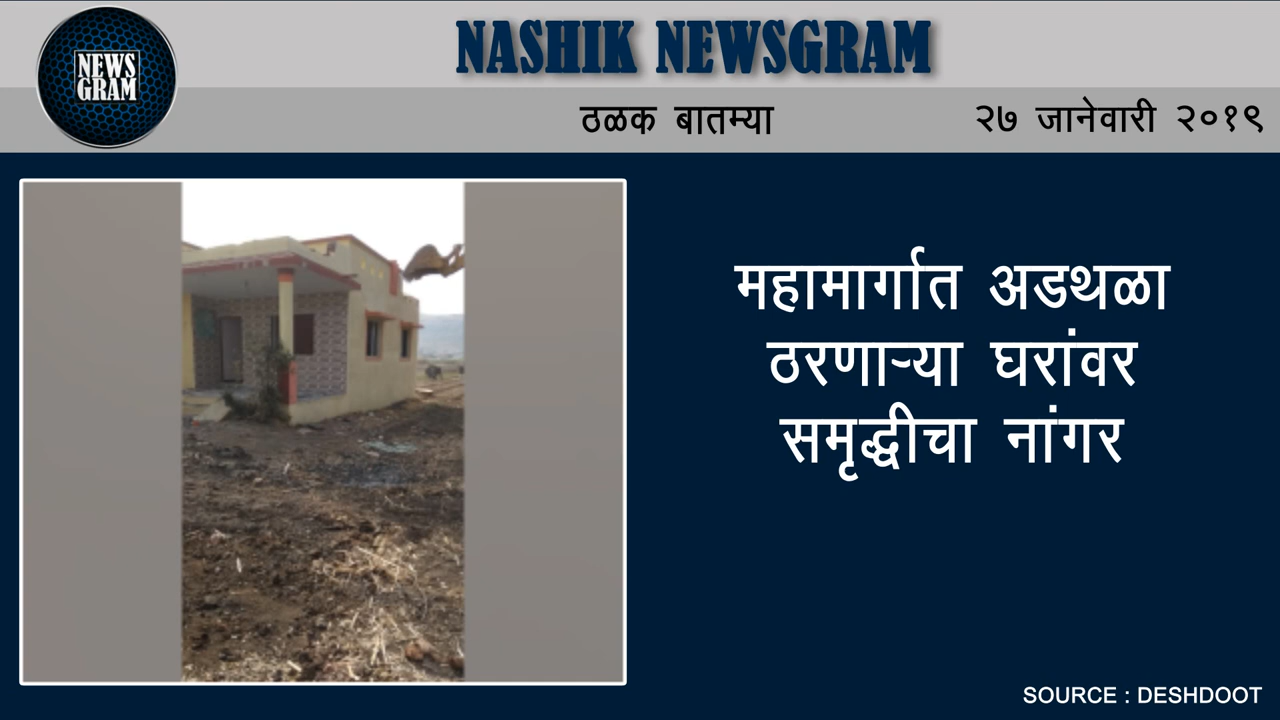 NEWS
GRAM
NASHIK NEWSGRAM
ठळक बातम्या
२७ जानेवारी २०१९
महामार्गात अडथळा
ठरणाऱ्या घरांवर
समृद्धीचा नांगर
SOURCE : DESHDOOT